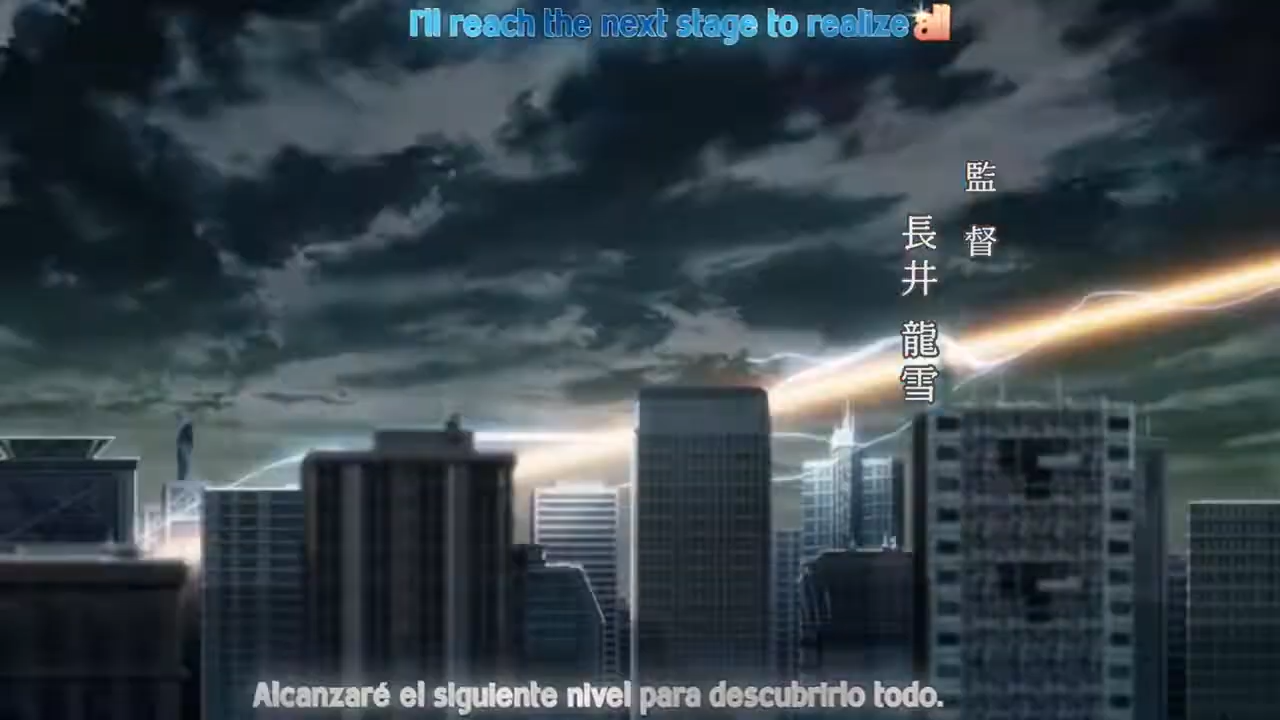 I'll reach the next stage to realize all
監督
長井 龍雪
Alcanzaré el siguiente nivel para descubrirlo todo.